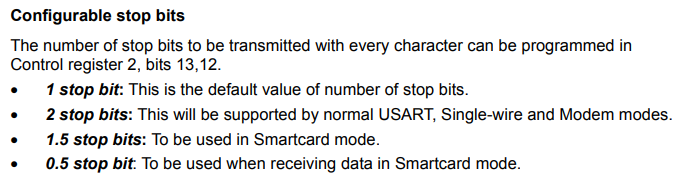 Configurable stop bits
The number of stop bits to be transmitted with every character can be programmed in
Control register 2, bits 13,12.
• 1 stop bit: This is the default value of number of stop bits.
• 2 stop bits: This will be supported by normal USART, Single-wire and Modem modes.
• 1.5 stop bits: To be used in Smartcard mode.
• 0.5 stop bit: To be used when receiving data in Smartcard mode.